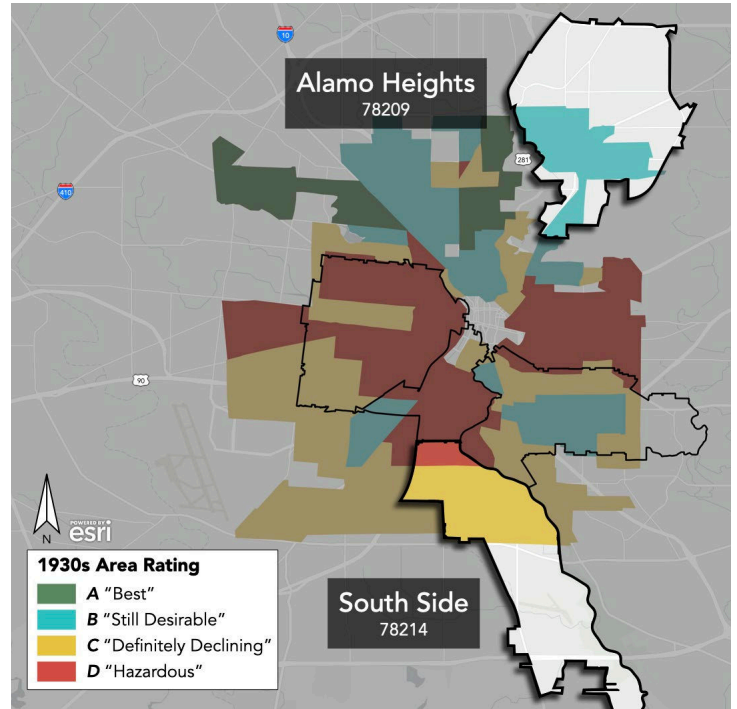 10
Alamo Heights
78209
281
410
90
N
POWERED BY
esri
1930s Area Rating
A “Best”
B “Still Desirable”
C “Definitely Declining”
D “Hazardous”
South Side
78214